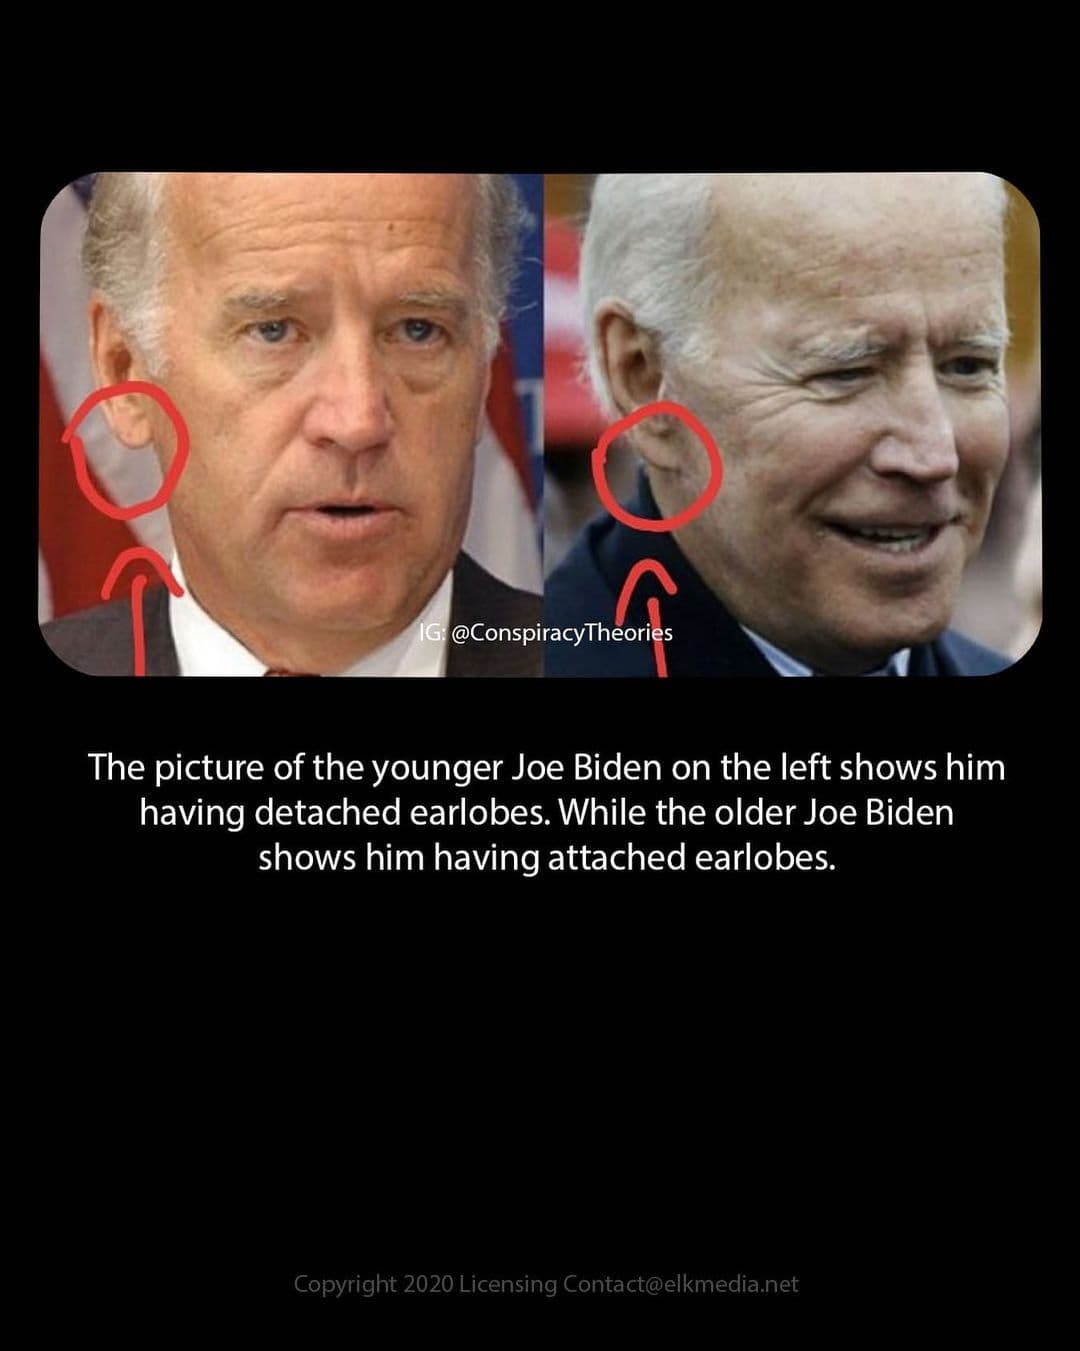 IG: @ConspiracyTheories
The picture of the younger Joe Biden on the left shows him
having detached earlobes. While the older Joe Biden
shows him having attached earlobes.
Copyright 2020 Licensing Contact@elkmedia.net